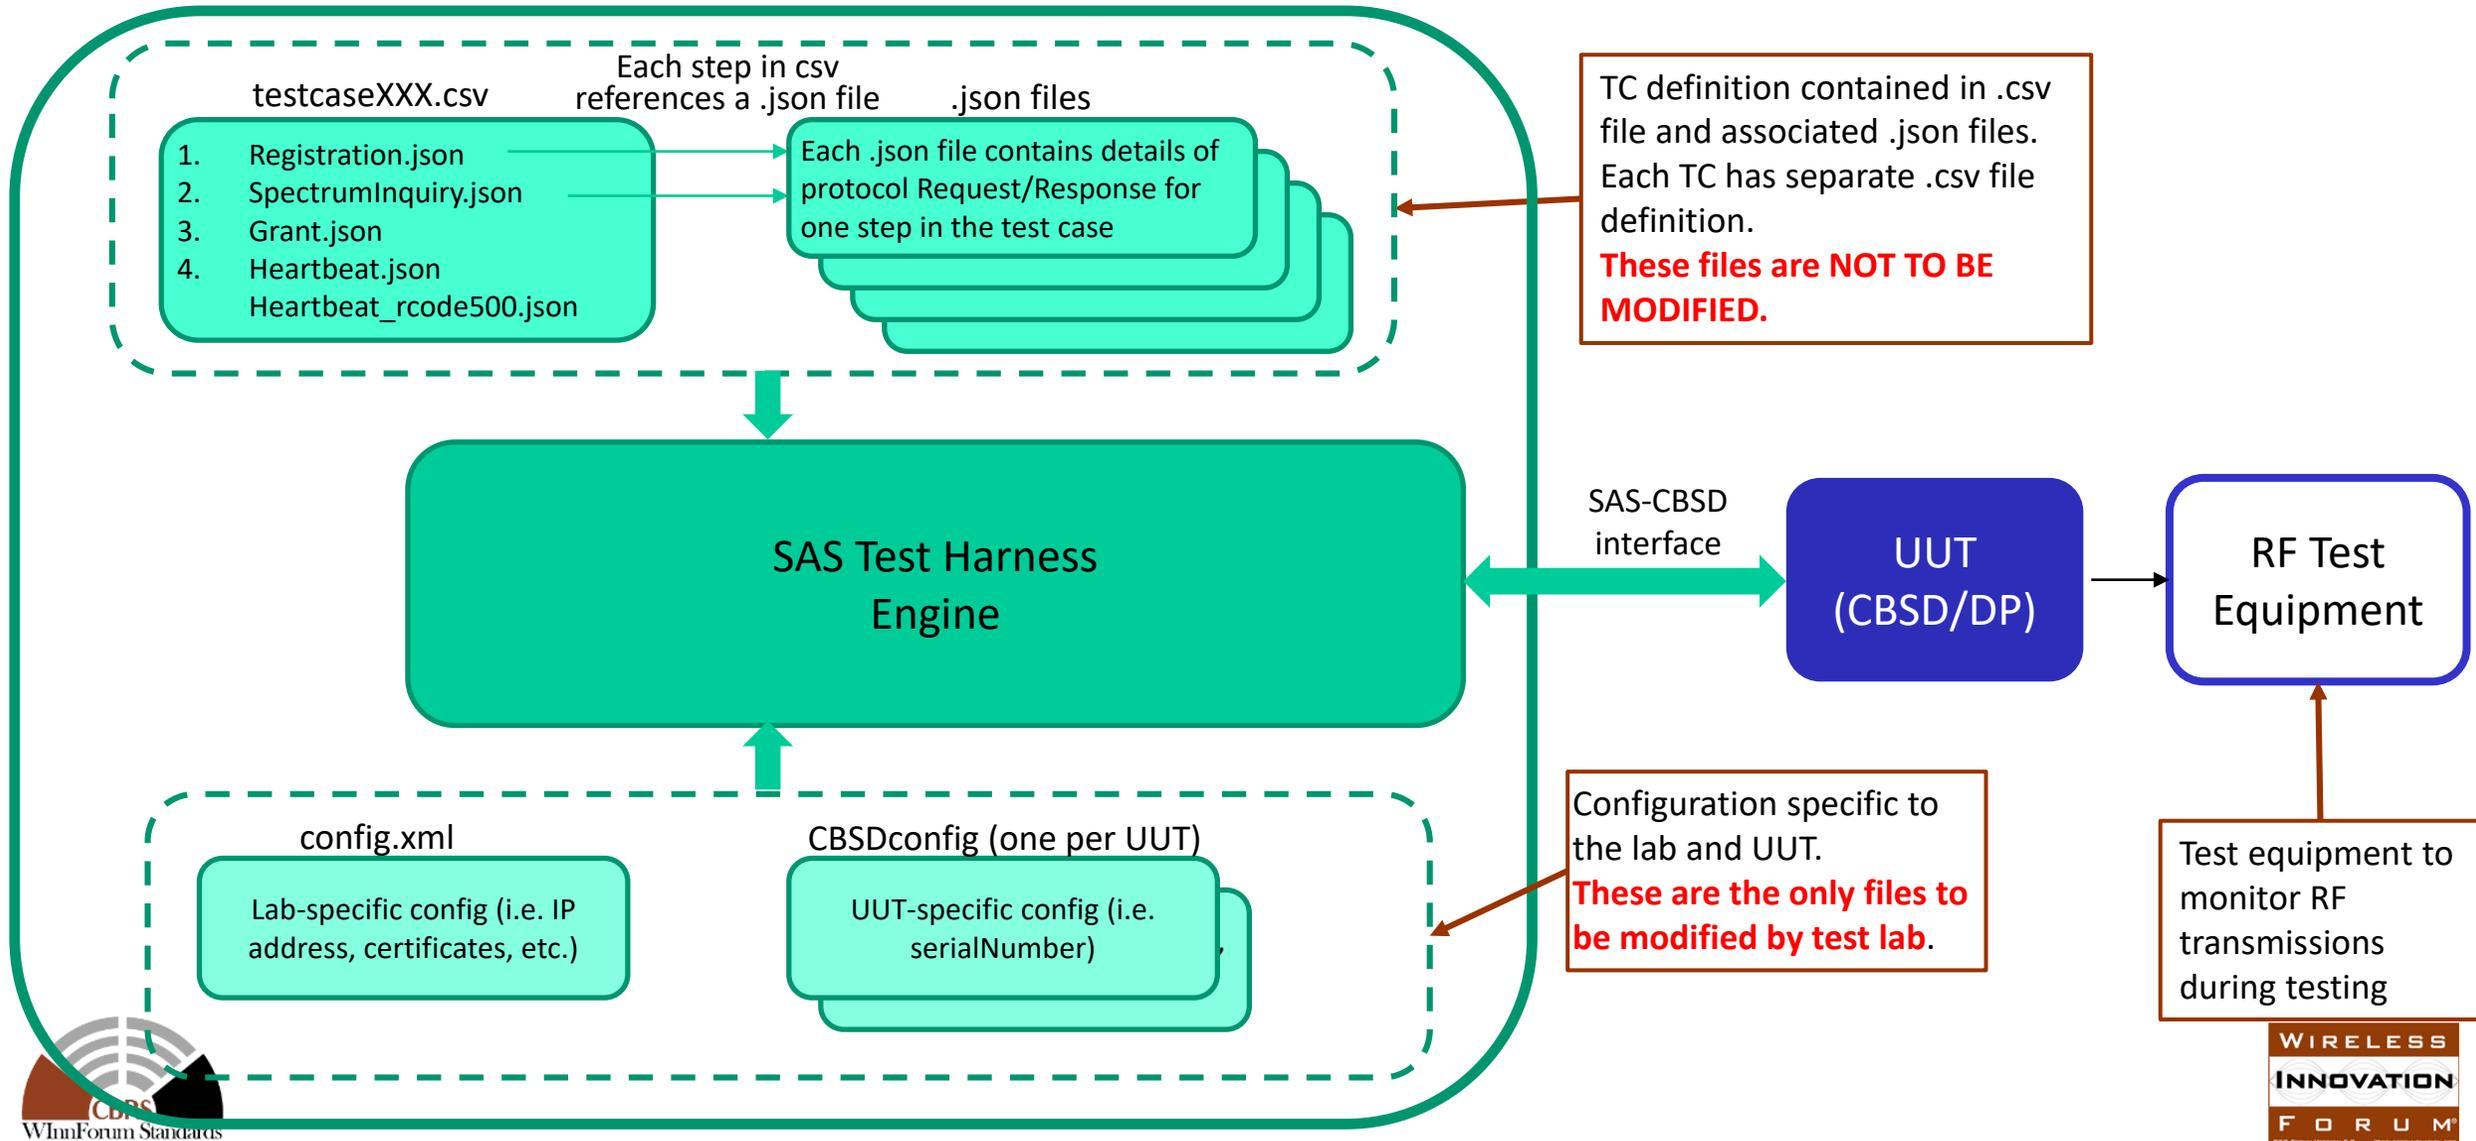 testcaseXXX.csv
Each step in csv
references a .json file
.json files
1. Registration.json
2. SpectrumInquiry.json
3. Grant.json
4. Heartbeat.json
Heartbeat_rcode500.json
Each .json file contains details of
protocol Request/Response for
one step in the test case
TC definition contained in .csv
file and associated .json files.
Each TC has separate .csv file
definition.
These files are NOT TO BE
MODIFIED.
SAS Test Harness
Engine
SAS-CBSD
interface
UUT
(CBSD/DP)
RF Test
Equipment
config.xml
Lab-specific config (i.e. IP
address, certificates, etc.)
CBSDconfig (one per UUT)
UUT-specific config (i.e.
serialNumber)
Configuration specific to
the lab and UUT.
These are the only files to
be modified by test lab.
Test equipment to
monitor RF
transmissions
during testing
CBRS
WInnForum Standards
WIRELESS
INNOVATION
FORUM